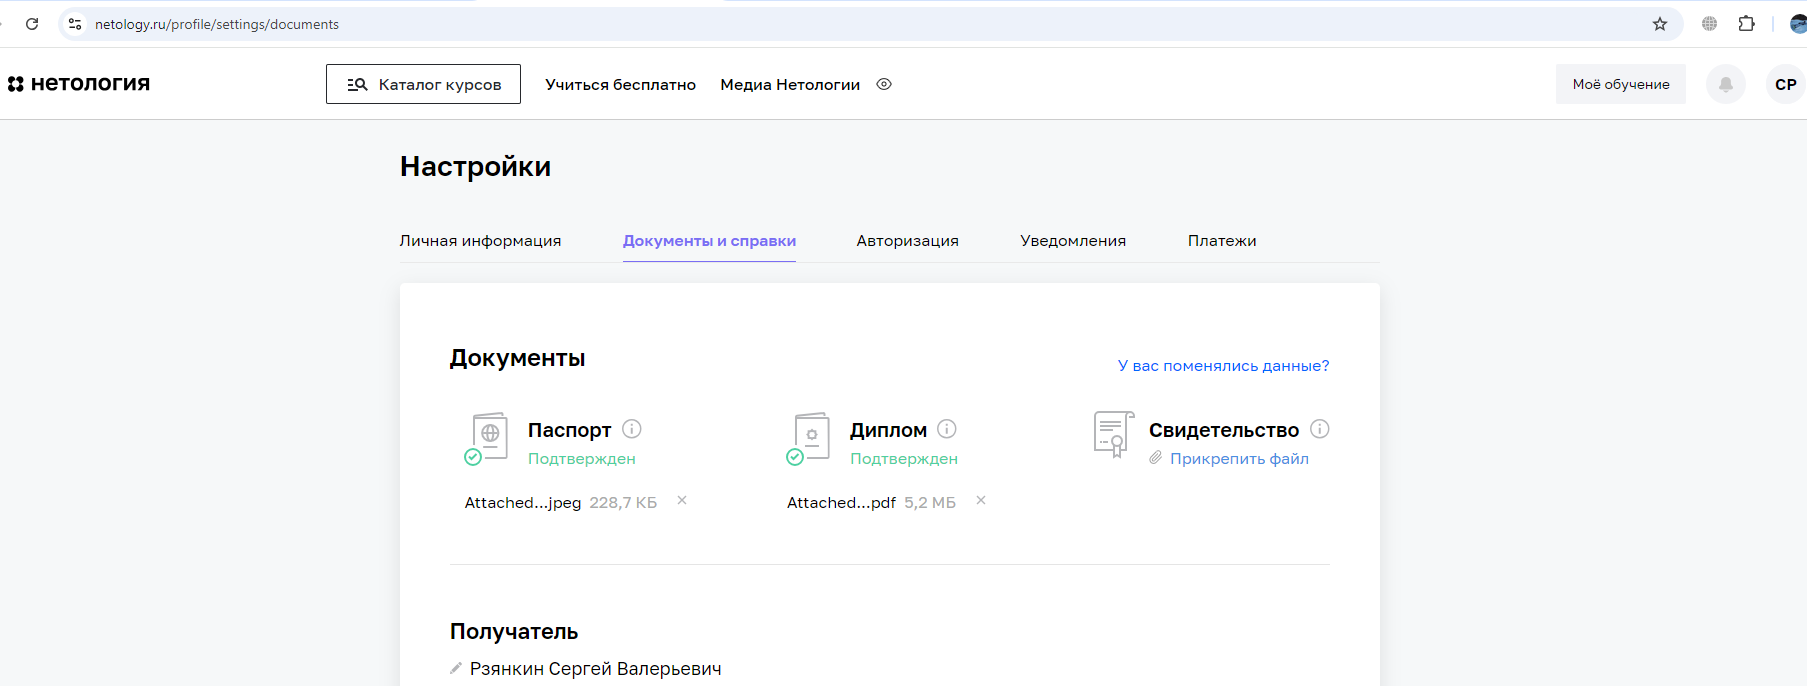 netology.ru/profile/settings/documents
нетология
Каталог курсов
Учиться бесплатно
Медиа Нетологии
Моё обучение
СР
Настройки
Личная информация
Документы и справки
Авторизация
Уведомления
Платежи
Документы
У вас поменялись данные?
Паспорт
Подтвержден
Attached...jpeg 228,7 КБ
Диплом
Подтвержден
Attached...pdf 5,2 МБ
Свидетельство
Прикрепить файл
Получатель
Рзянкин Сергей Валерьевич